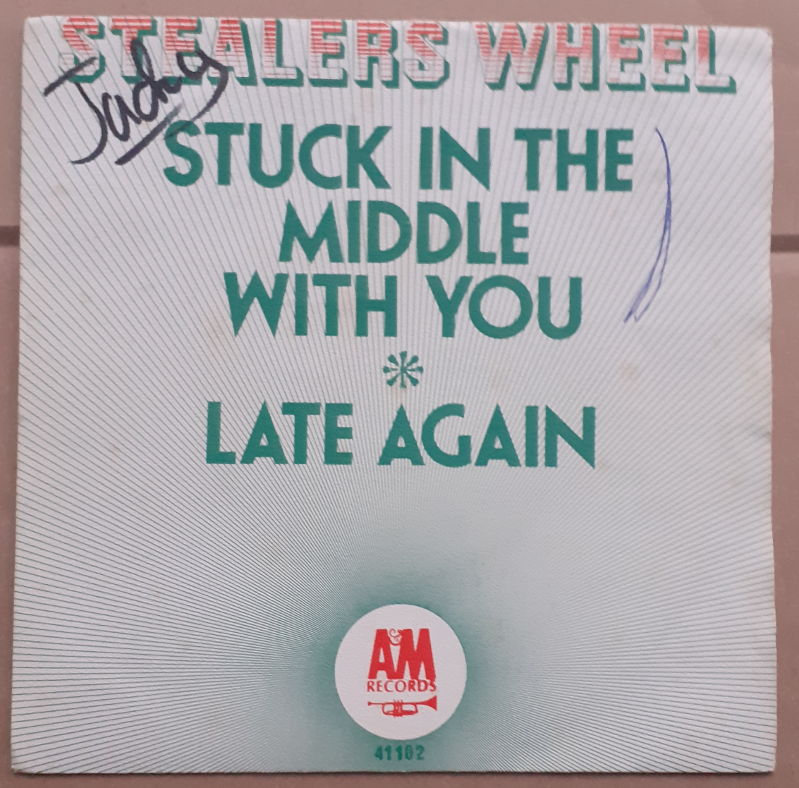 STEALERS WHEEL
STUCK IN THE
MIDDLE
WITH YOU
LATE AGAIN
A&M
RECORDS
41102